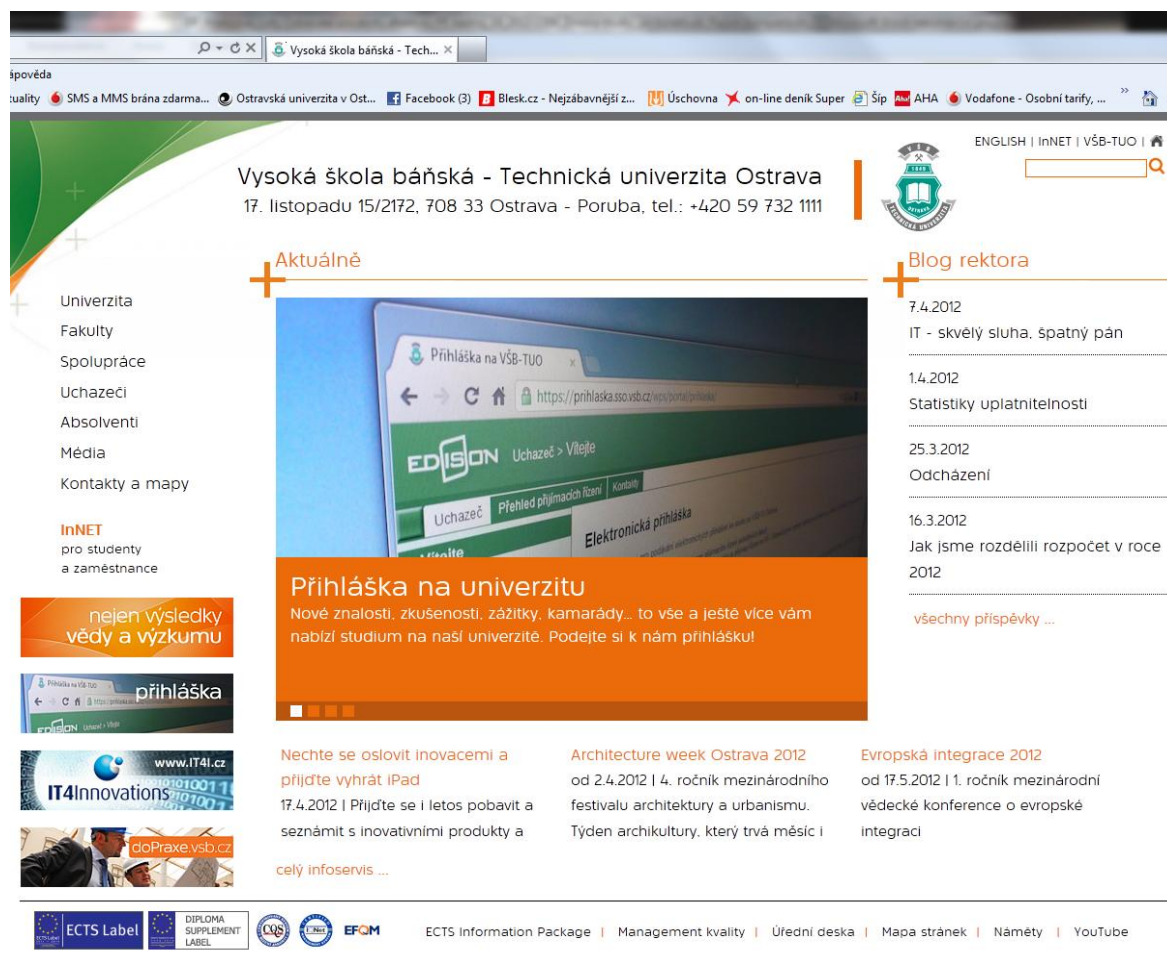 Vysoká škola báňská - Tech...
ápověda
tuality SMS a MMS brána zdarma... Ostravská univerzita v Ost... Facebook (3) Blesk.cz - Nejzábavnější z... Úschovna on-line deník Super Šíp AHA Vodafone - Osobní tarify, ... »
ENGLISH | InNET | VŠB-TUO |
Vysoká škola báňská - Technická univerzita Ostrava
17. listopadu 15/2172, 708 33 Ostrava - Poruba, tel.: +420 59 732 1111
Univerzita
Fakulty
Spolupráce
Uchazeči
Absolventi
Média
Kontakty a mapy
InNET
pro studenty
a zaměstnance
nejen výsledky
vědy a výzkumu
přihláška
www.IT4I.cz
IT4Innovations
doPraxe.vsb.cz
Aktuálně
Přihláška na VŠB-TUO
https://prihlaska.sso.vsb.cz/wps/portal/prihlaska/
EDISON Uchazeč > Vítejte
Uchazeč Přehled přijímacích řízení Kontakty
Vítejte
Elektronická přihláška
Přihláška na univerzitu
Nové znalosti, zkušenosti, zážitky, kamarády... to vše a ještě více vám
nabízí studium na naší univerzitě. Podejte si k nám přihlášku!
Blog rektora
7.4.2012
IT - skvělý sluha, špatný pán
1.4.2012
Statistiky uplatnitelnosti
25.3.2012
Odcházení
16.3.2012
Jak jsme rozdělili rozpočet v roce
2012
všechny příspěvky ...
Nechte se oslovit inovacemi a
přijďte vyhrát iPad
17.4.2012 | Přijďte se i letos pobavit a
seznámit s inovativními produkty a
Architecture week Ostrava 2012
od 2.4.2012 | 4. ročník mezinárodního
festivalu architektury a urbanismu.
Týden archikultury, který trvá měsíc i
Evropská integrace 2012
od 17.5.2012 | 1. ročník mezinárodní
vědecké konference o evropské
integraci
celý infoservis ...
ECTS Label
DIPLOMA
SUPPLEMENT
LABEL
CQS
IQNet
EFQM
ECTS Information Package | Management kvality | Úřední deska | Mapa stránek | Náměty | YouTube